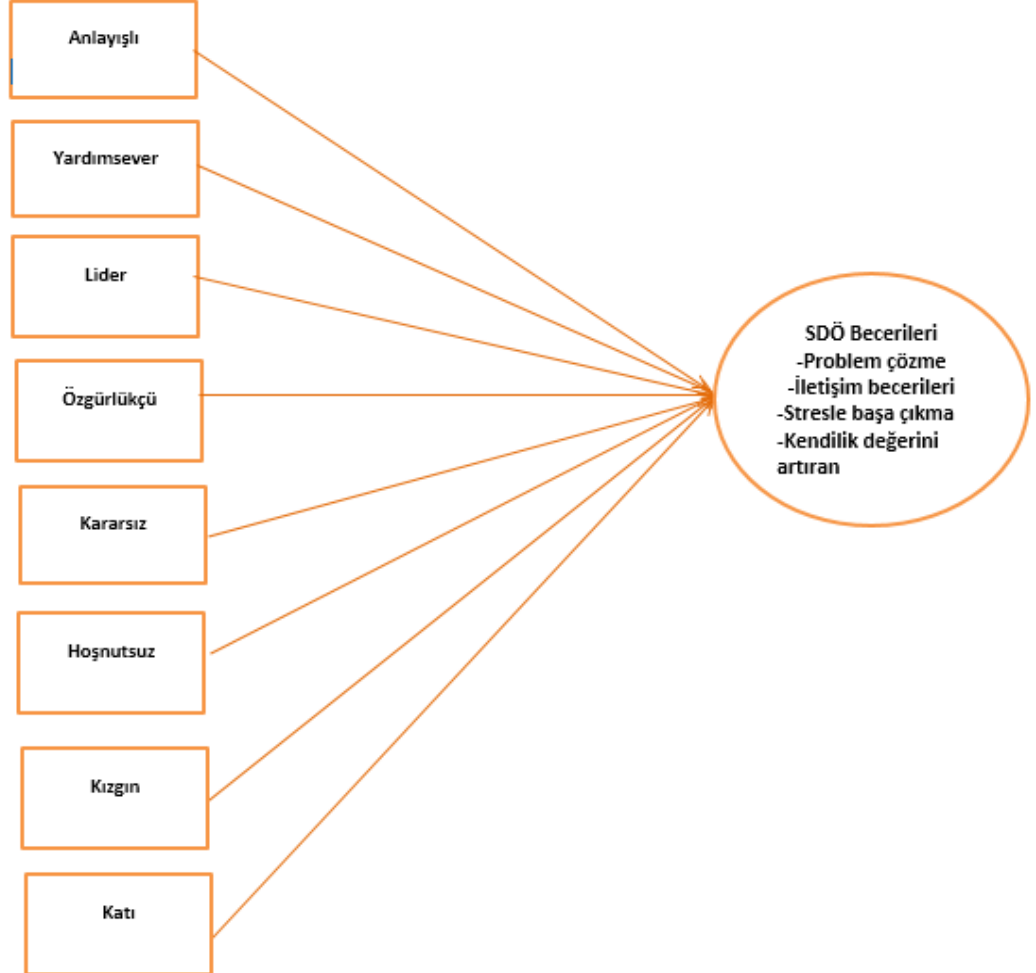 Anlayışlı
Yardımsever
Lider
Özgürlükçü
Kararsız
Hoşnutsuz
Kızgın
Katı
SDÖ Becerileri
-Problem çözme
-İletişim becerileri
-Stresle başa çıkma
-Kendilik değerini
artıran